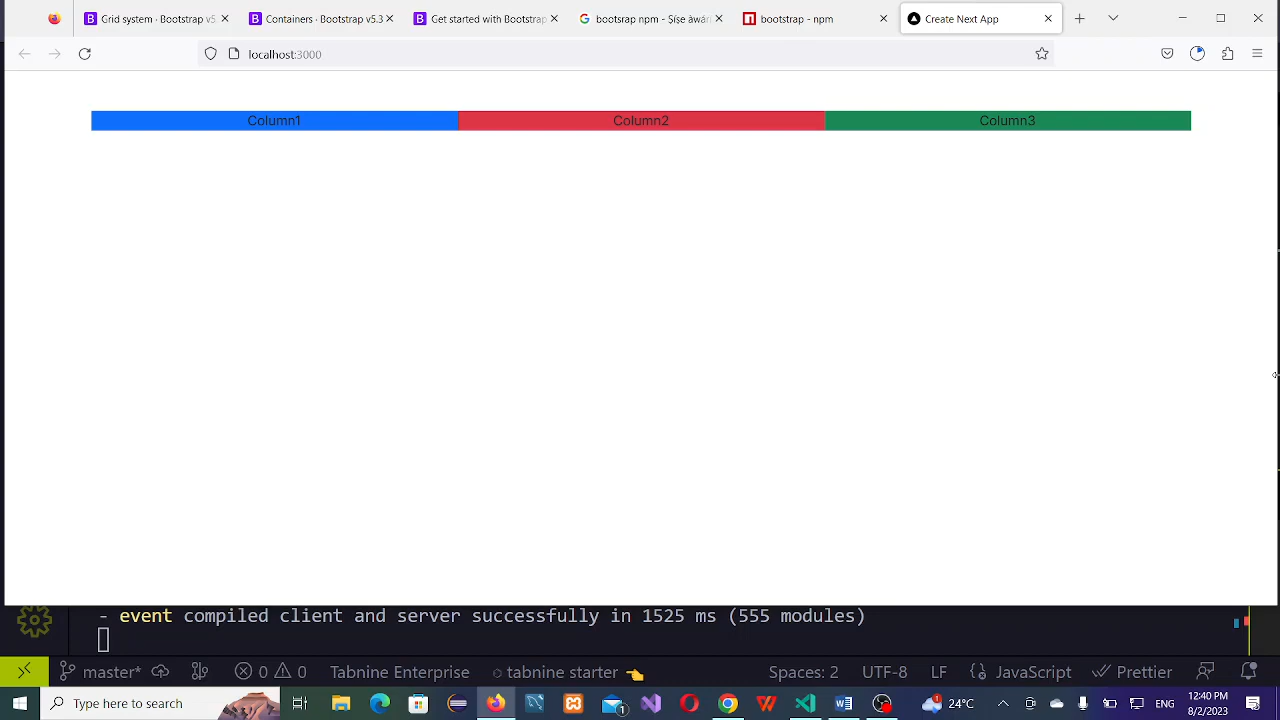 Grid system · Bootstrap v5
Containers · Bootstrap v5.3
Get started with Bootstrap
bootsrap npm -
bootstrap - npm
Create Next App
localhost:3000
Column1 Column2 Column3
- event compiled client and server successfully in 1525 ms (555 modules)
master* 0 0 Tabnine Enterprise tabnine starter Spaces: 2 UTF-8 LF JavaScript Prettier
Type here to search 1 1 24°C ENG 12:40 PM
8/2/2023